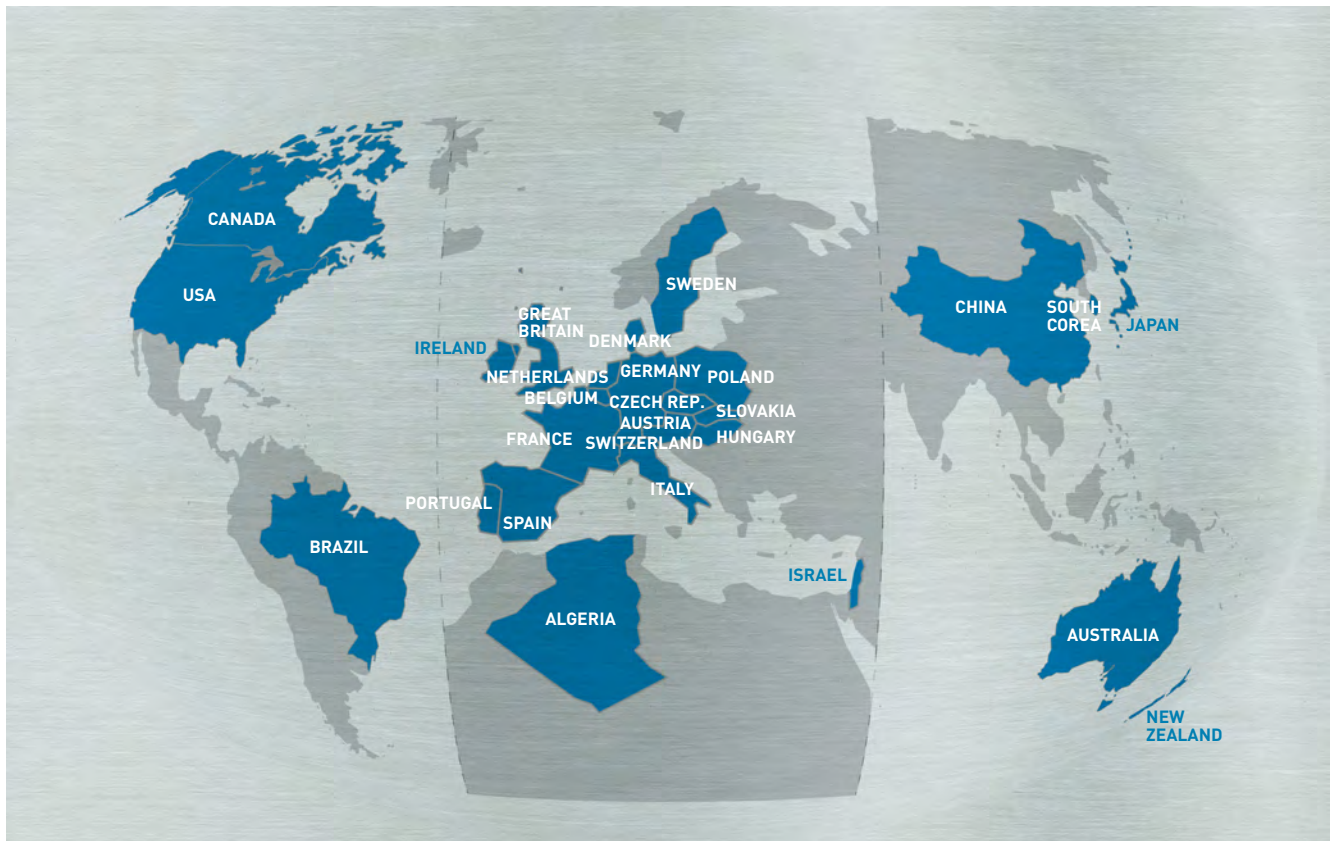 CANADA
USA
BRAZIL
SWEDEN
GREAT
BRITAIN
DENMARK
IRELAND
GERMANY
NETHERLANDS
POLAND
BELGIUM
CZECH REP.
SLOVAKIA
AUSTRIA
FRANCE
SWITZERLAND
HUNGARY
ITALY
PORTUGAL
SPAIN
ISRAEL
ALGERIA
CHINA
SOUTH
COREA
JAPAN
AUSTRALIA
NEW
ZEALAND